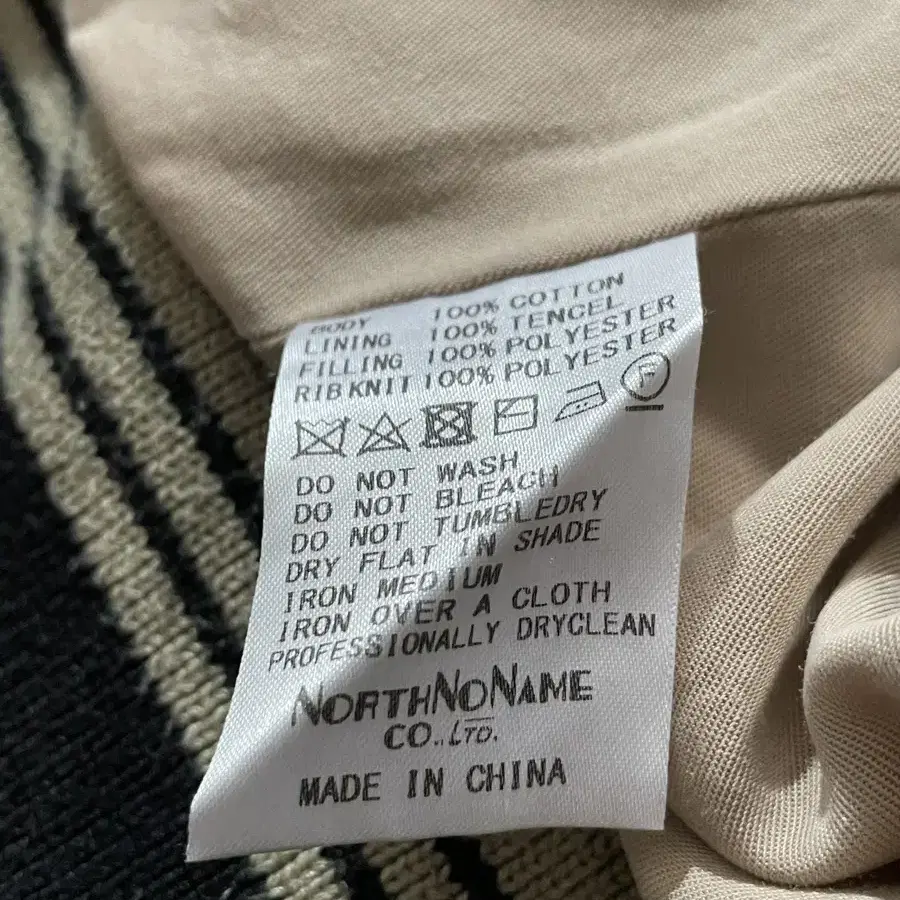 BODY 100% COTTON
LINING 100% TENCEL
FILLING 100% POLYESTER
RIBKNIT 100% POLYESTER
F
DO NOT WASH
DO NOT BLEACH
DO NOT TUMBLEDRY
DRY FLAT IN SHADE
IRON MEDIUM
IRON OVER A CLOTH
PROFESSIONALLY DRYCLEAN
NORTHNONAME
CO.,LTD.
MADE IN CHINA